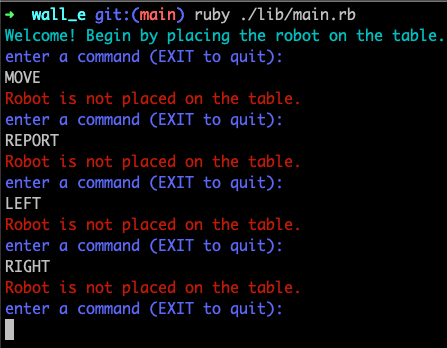 ➜ wall_e git:(main) ruby ./lib/main.rb
Welcome! Begin by placing the robot on the table.
enter a command (EXIT to quit):
MOVE
Robot is not placed on the table.
enter a command (EXIT to quit):
REPORT
Robot is not placed on the table.
enter a command (EXIT to quit):
LEFT
Robot is not placed on the table.
enter a command (EXIT to quit):
RIGHT
Robot is not placed on the table.
enter a command (EXIT to quit):